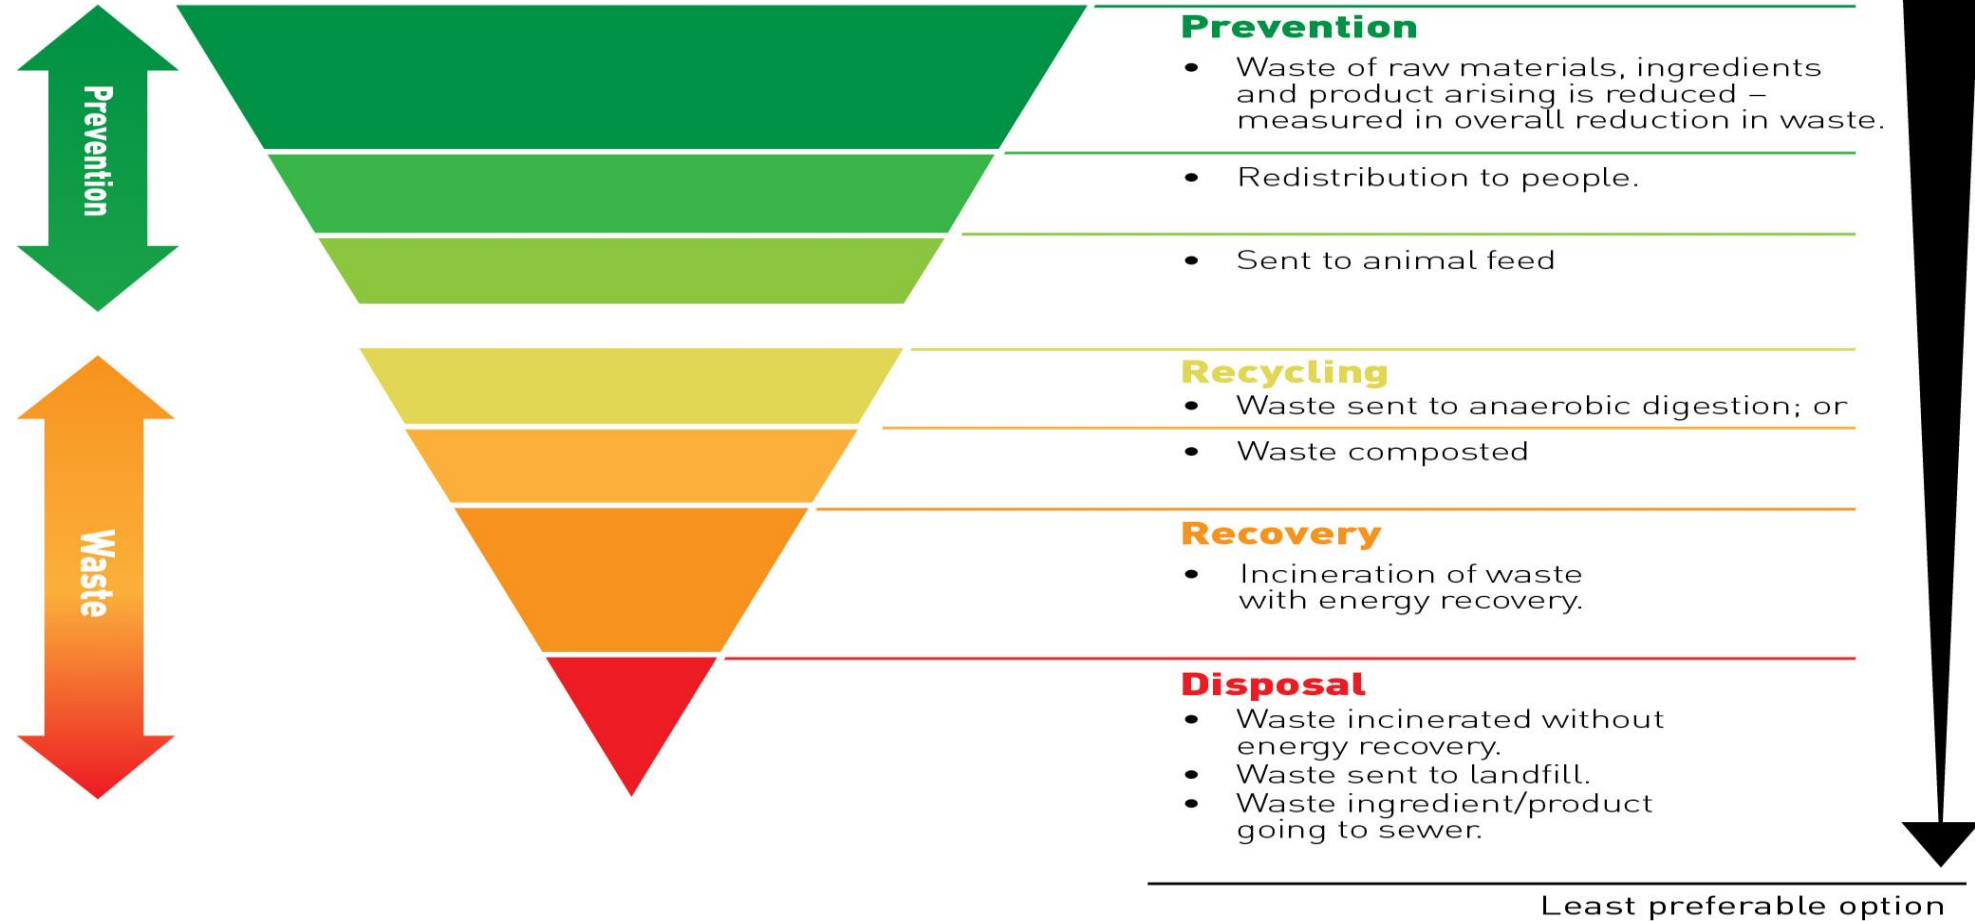 Prevention
Prevention
• Waste of raw materials, ingredients
and product arising is reduced –
measured in overall reduction in waste.
• Redistribution to people.
• Sent to animal feed
Waste
Recycling
• Waste sent to anaerobic digestion; or
• Waste composted
Recovery
• Incineration of waste
with energy recovery.
Disposal
• Waste incinerated without
energy recovery.
• Waste sent to landfill.
• Waste ingredient/product
going to sewer.
Least preferable option